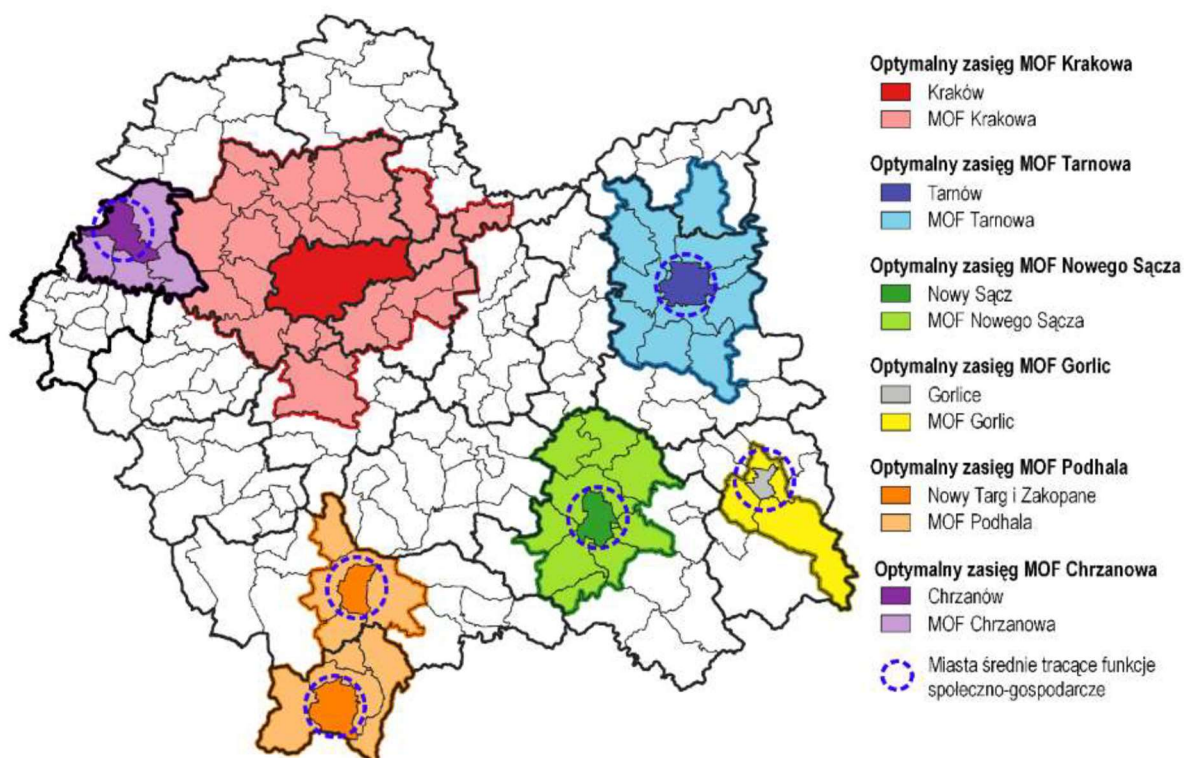 Optymalny zasięg MOF Krakowa
Kraków
MOF Krakowa
Optymalny zasięg MOF Tarnowa
Tarnów
MOF Tarnowa
Optymalny zasięg MOF Nowego Sącza
Nowy Sącz
MOF Nowego Sącza
Optymalny zasięg MOF Gorlic
Gorlice
MOF Gorlic
Optymalny zasięg MOF Podhala
Nowy Targ i Zakopane
MOF Podhala
Optymalny zasięg MOF Chrzanowa
Chrzanów
MOF Chrzanowa
Miasta średnie tracące funkcje
społeczno-gospodarcze